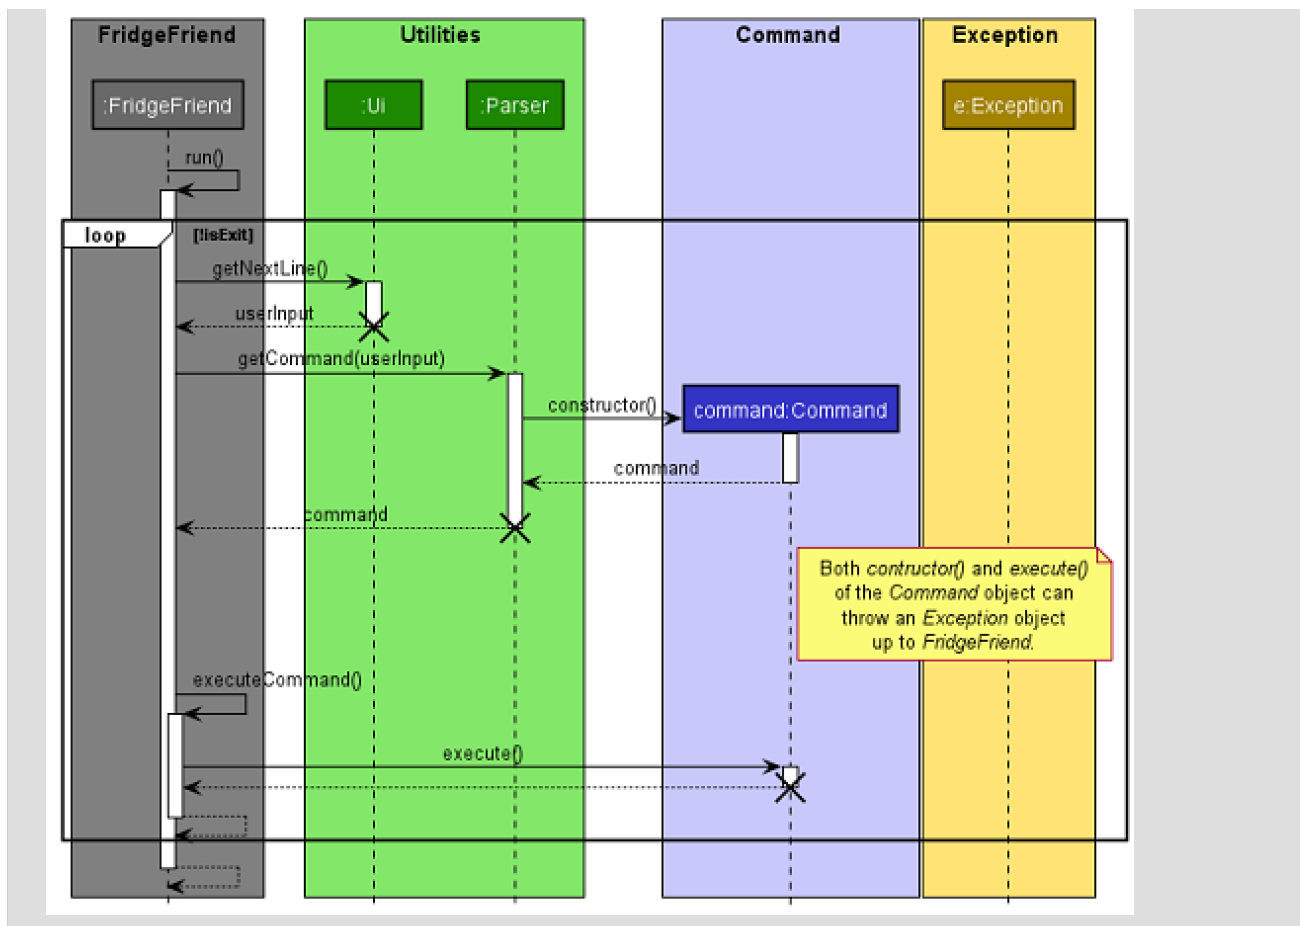 FridgeFriend
Utilities
Command
Exception
:FridgeFriend
:Ui
:Parser
e:Exception
run()
loop
[!isExit]
getNextLine()
userInput
getCommand(userInput)
constructor()
command:Command
command
command
Both contructor() and execute()
of the Command object can
throw an Exception object
up to FridgeFriend.
executeCommand()
execute()